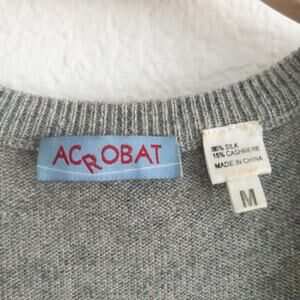 ACROBAT
85% SILK
15% CASHMERE
MADE IN CHINA
M